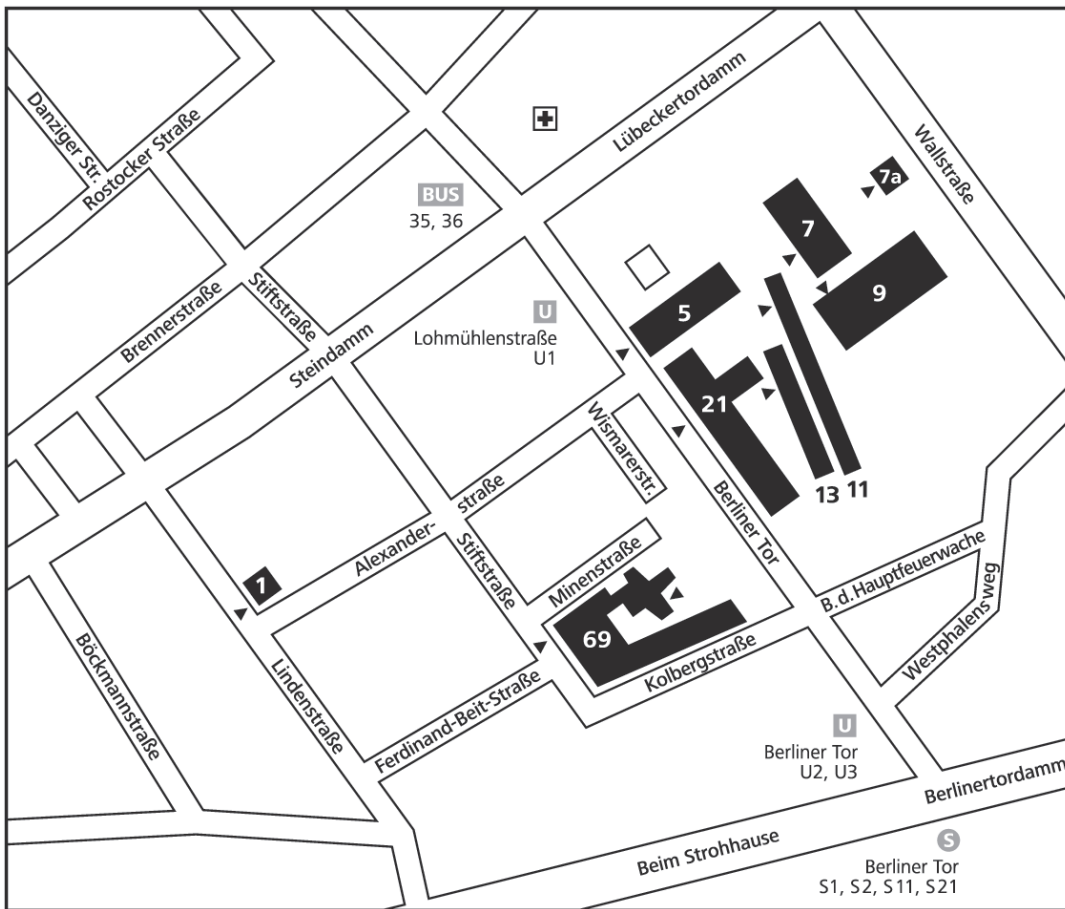 Danziger Str.
Rostocker Straße
Lübeckertordamm
Wallstraße
BUS
35, 36
7a
7
9
5
Stiftstraße
Brennerstraße
Steindamm
U
Lohmühlenstraße
U1
21
13
11
Wismarerstr.
Berliner Tor
Alexander-
straße
Stiftstraße
Minenstraße
B.d.Hauptfeuerwache
Westphalensweg
1
69
Kolbergstraße
Böckmannstraße
Lindenstraße
Ferdinand-Beit-Straße
U
Berliner Tor
U2, U3
Berlinertordamm
Beim Strohhause
S
Berliner Tor
S1, S2, S11, S21